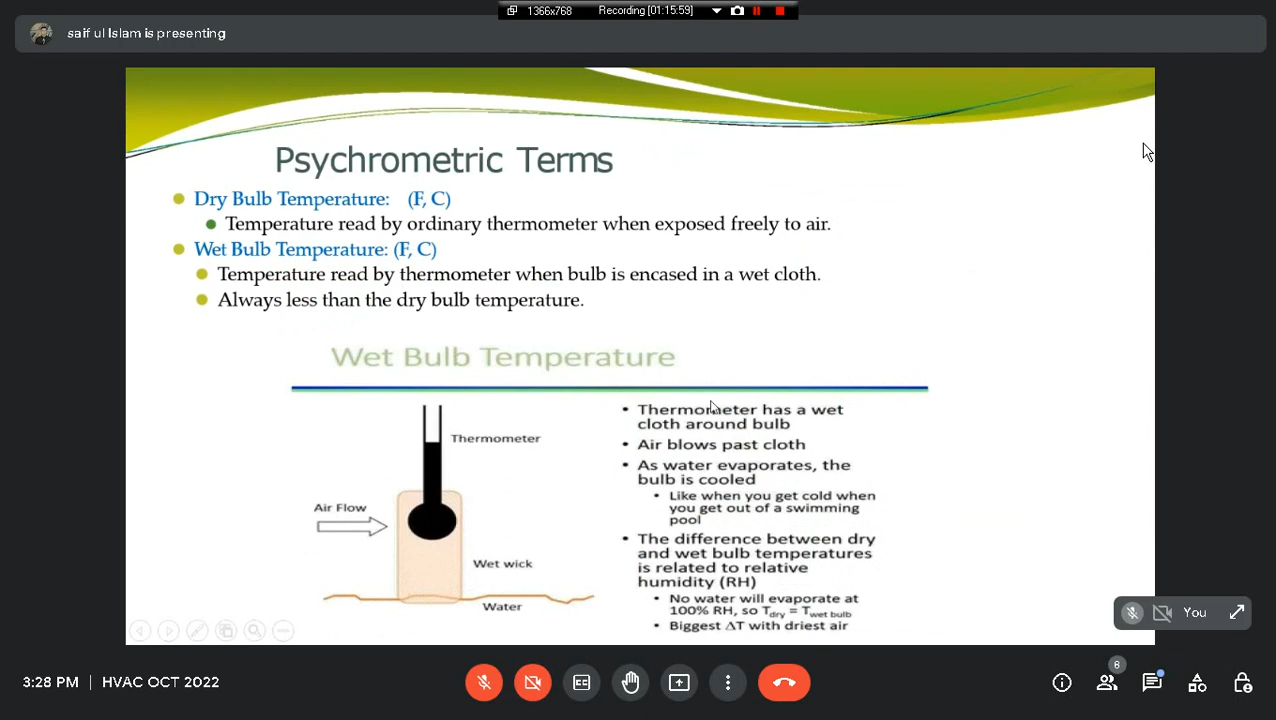 1366x768 Recording [01:15:59]
saif ul Islam is presenting
Psychrometric Terms
Dry Bulb Temperature: (F, C)
Temperature read by ordinary thermometer when exposed freely to air.
Wet Bulb Temperature: (F, C)
Temperature read by thermometer when bulb is encased in a wet cloth.
Always less than the dry bulb temperature.
Wet Bulb Temperature
Thermometer
Air Flow
Wet wick
Water
• Thermometer has a wet
cloth around bulb
• Air blows past cloth
• As water evaporates, the
bulb is cooled
• Like when you get cold when
you get out of a swimming
pool
• The difference between dry
and wet bulb temperatures
is related to relative
humidity (RH)
• No water will evaporate at
100% RH, so Tdry = Twet bulb
• Biggest ΔT with driest air
You
3:28 PM | HVAC OCT 2022
6